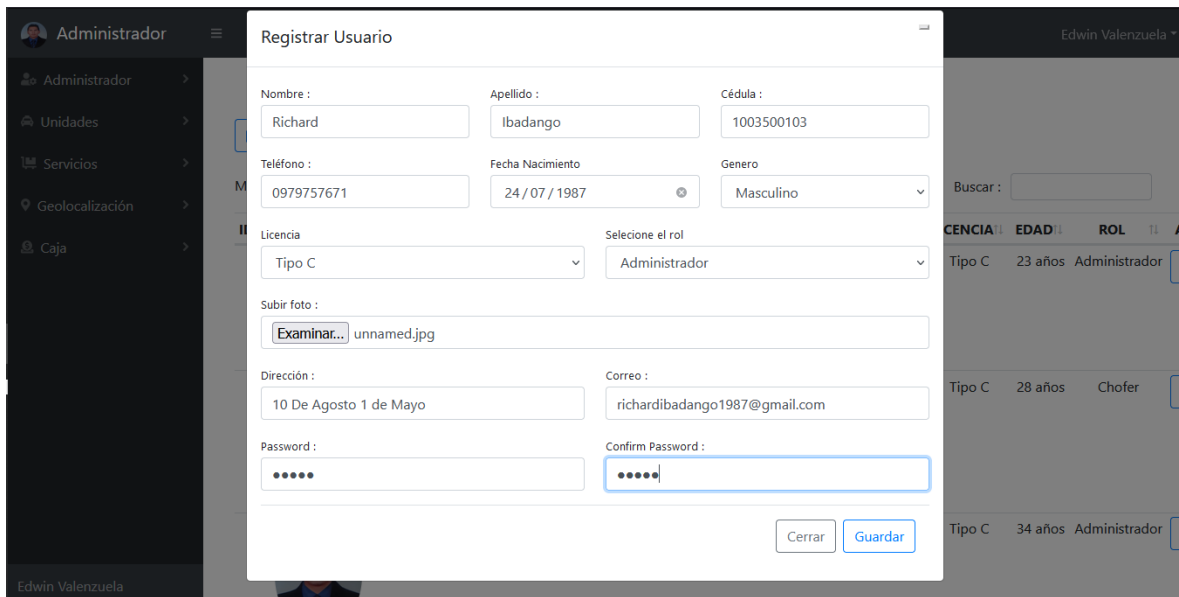 Administrador
Registrar Usuario
Edwin Valenzuela
Administrador
Unidades
Servicios
Geolocalización
Caja
Edwin Valenzuela
Nombre : Apellido : Cédula :
Richard Ibadango 1003500103
Teléfono : Fecha Nacimiento Genero
0979757671 24 / 07 / 1987 Masculino
Licencia Selecione el rol
Tipo C Administrador
Subir foto :
Examinar... unnamed.jpg
Dirección : Correo :
10 De Agosto 1 de Mayo richardibadango1987@gmail.com
Password : Confirm Password :
●●●●● ●●●●●
Cerrar Guardar
Buscar :
CENCIA EDAD ROL
Tipo C 23 años Administrador
Tipo C 28 años Chofer
Tipo C 34 años Administrador